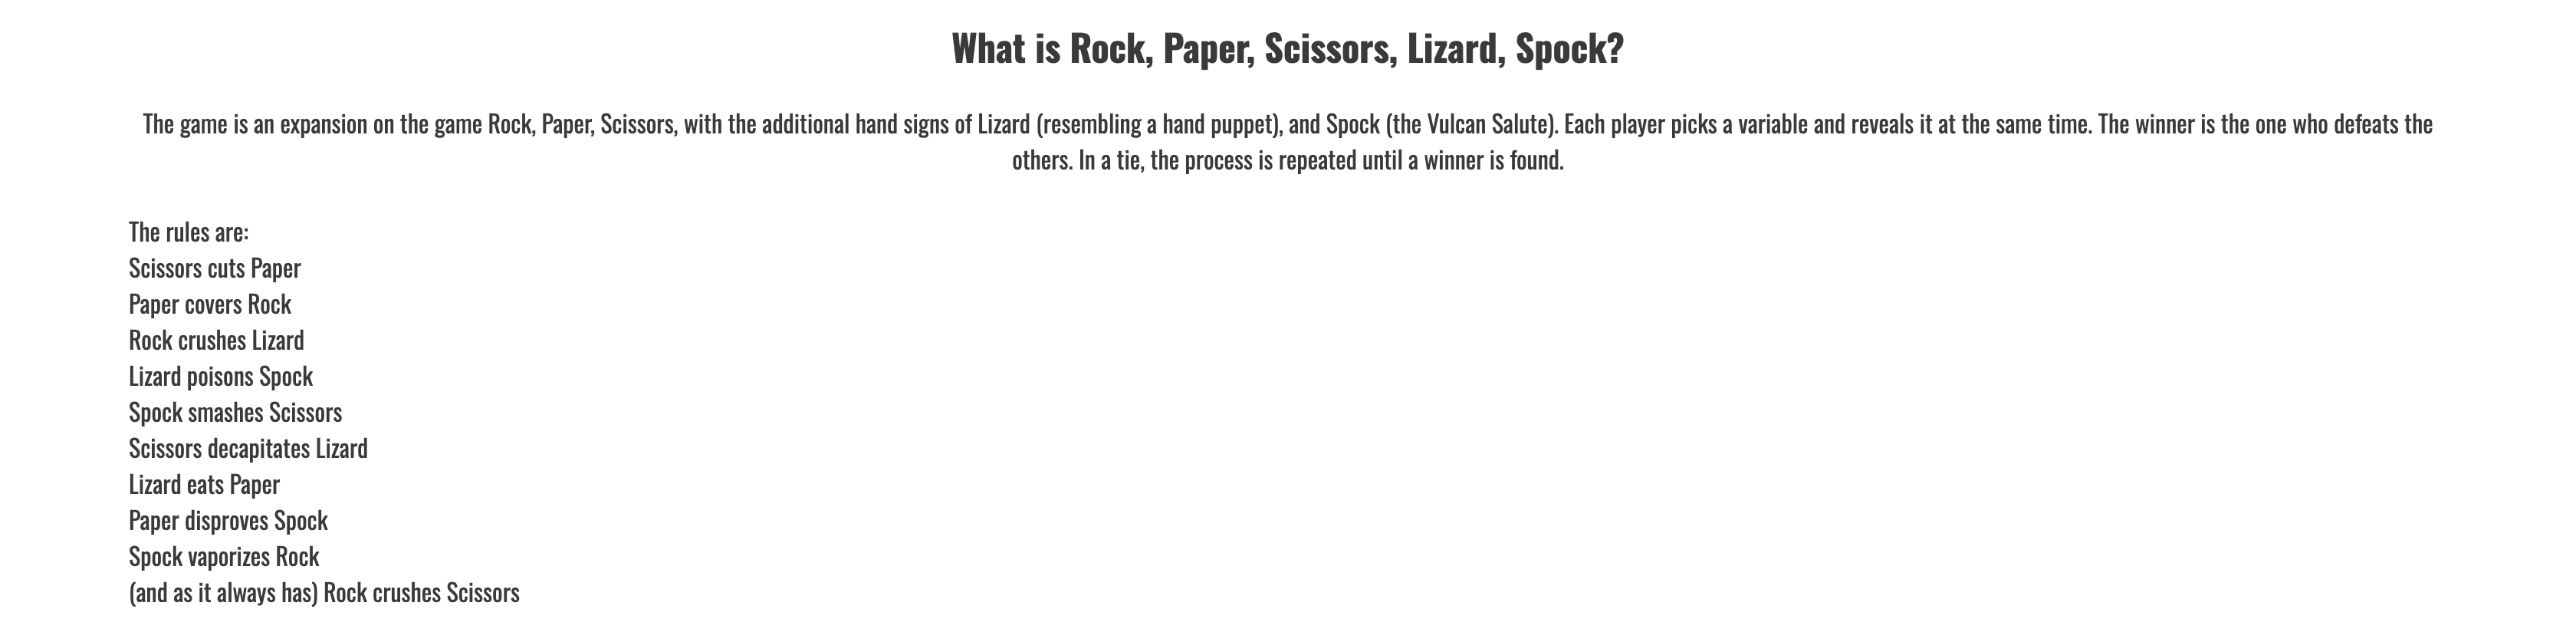 What is Rock, Paper, Scissors, Lizard, Spock?
The game is an expansion on the game Rock, Paper, Scissors, with the additional hand signs of Lizard (resembling a hand puppet), and Spock (the Vulcan Salute). Each player picks a variable and reveals it at the same time. The winner is the one who defeats the
others. In a tie, the process is repeated until a winner is found.
The rules are:
Scissors cuts Paper
Paper covers Rock
Rock crushes Lizard
Lizard poisons Spock
Spock smashes Scissors
Scissors decapitates Lizard
Lizard eats Paper
Paper disproves Spock
Spock vaporizes Rock
(and as it always has) Rock crushes Scissors